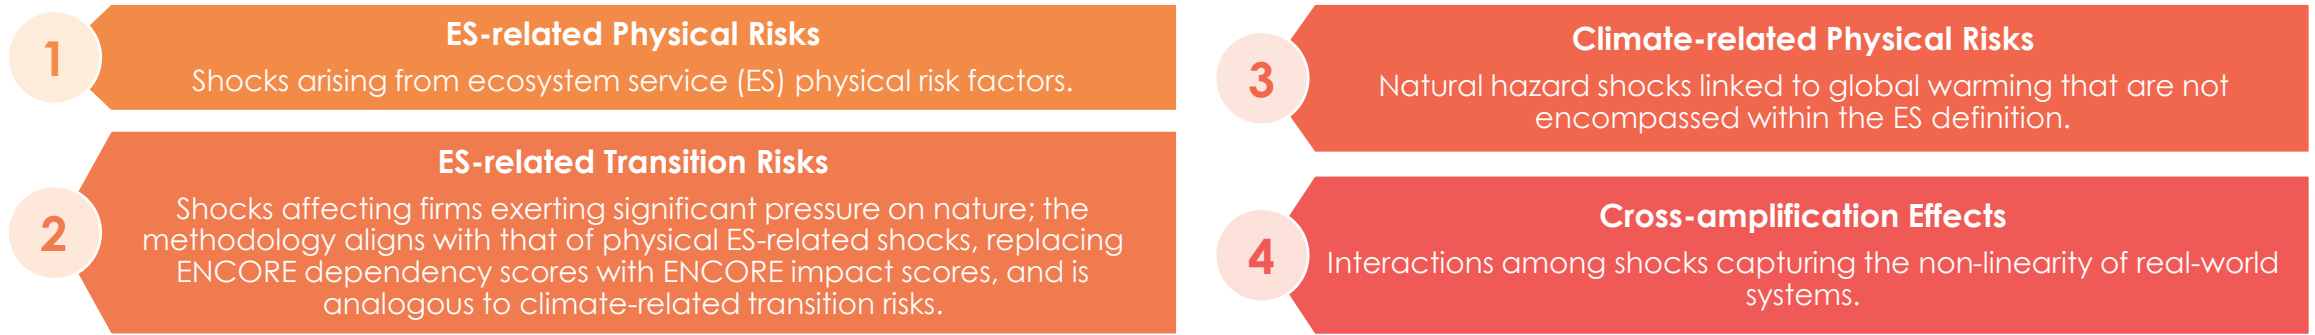 1
ES-related Physical Risks
Shocks arising from ecosystem service (ES) physical risk factors.
2
ES-related Transition Risks
Shocks affecting firms exerting significant pressure on nature; the
methodology aligns with that of physical ES-related shocks, replacing
ENCORE dependency scores with ENCORE impact scores, and is
analogous to climate-related transition risks.
3
Climate-related Physical Risks
Natural hazard shocks linked to global warming that are not
encompassed within the ES definition.
4
Cross-amplification Effects
Interactions among shocks capturing the non-linearity of real-world
systems.